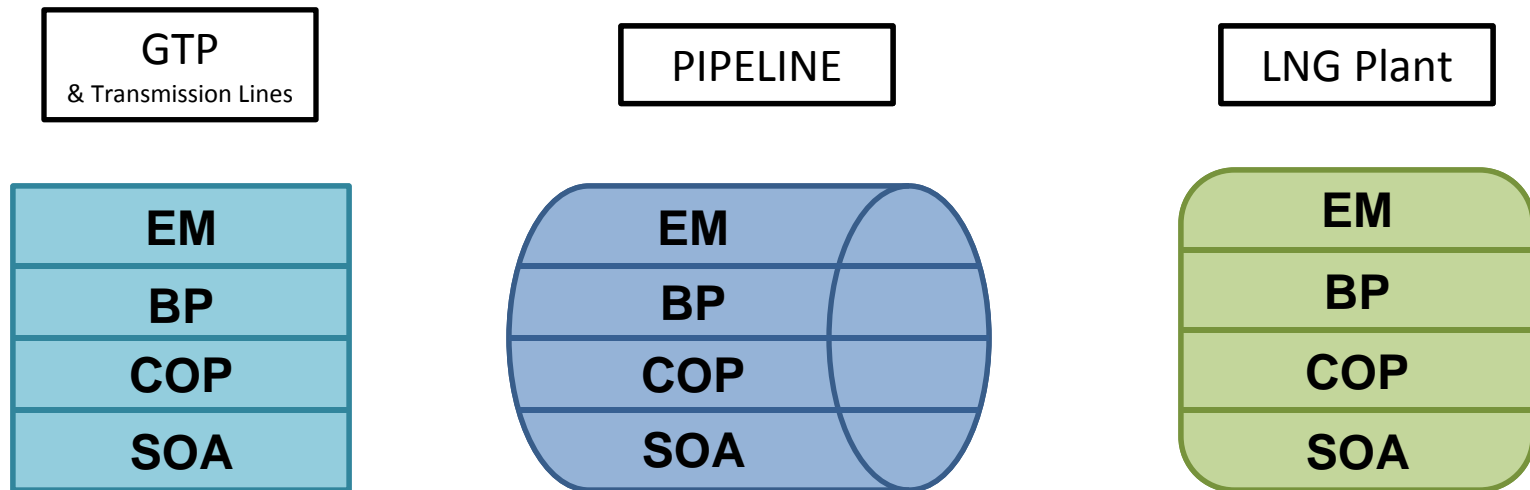 GTP
& Transmission Lines
PIPELINE
LNG Plant
EM
BP
COP
SOA
EM
BP
COP
SOA
EM
BP
COP
SOA